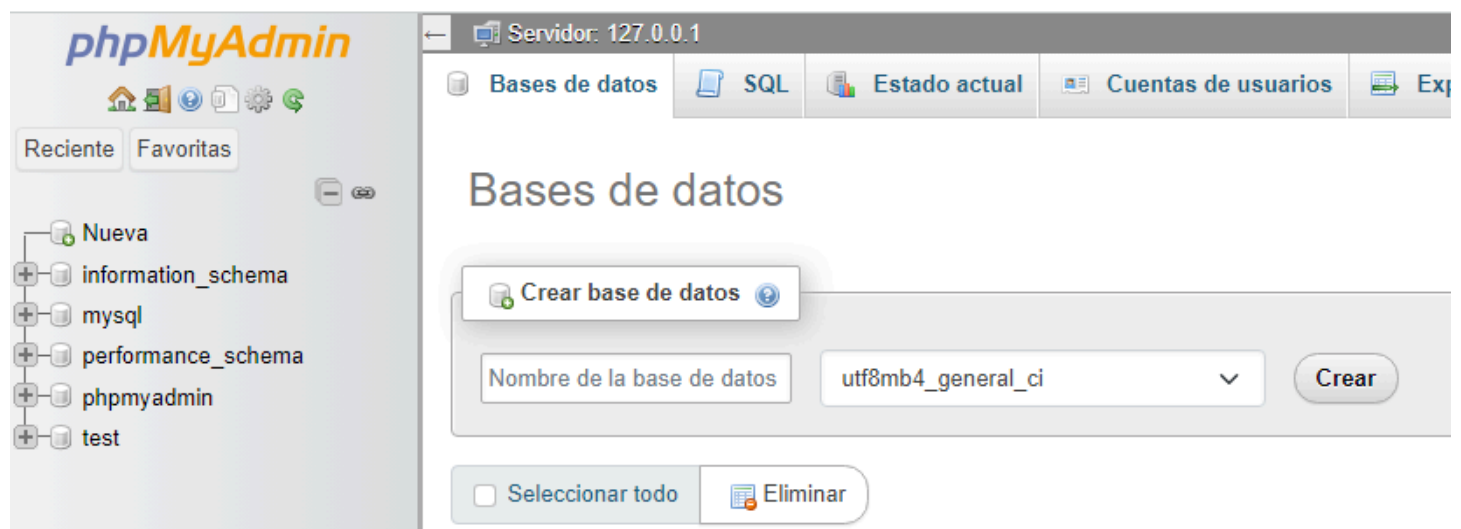 phpMyAdmin
Reciente Favoritas
Nueva
information_schema
mysql
performance_schema
phpmyadmin
test
← Servidor: 127.0.0.1
Bases de datos SQL Estado actual Cuentas de usuarios
Bases de datos
Crear base de datos
Nombre de la base de datos utf8mb4_general_ci Crear
Seleccionar todo Eliminar